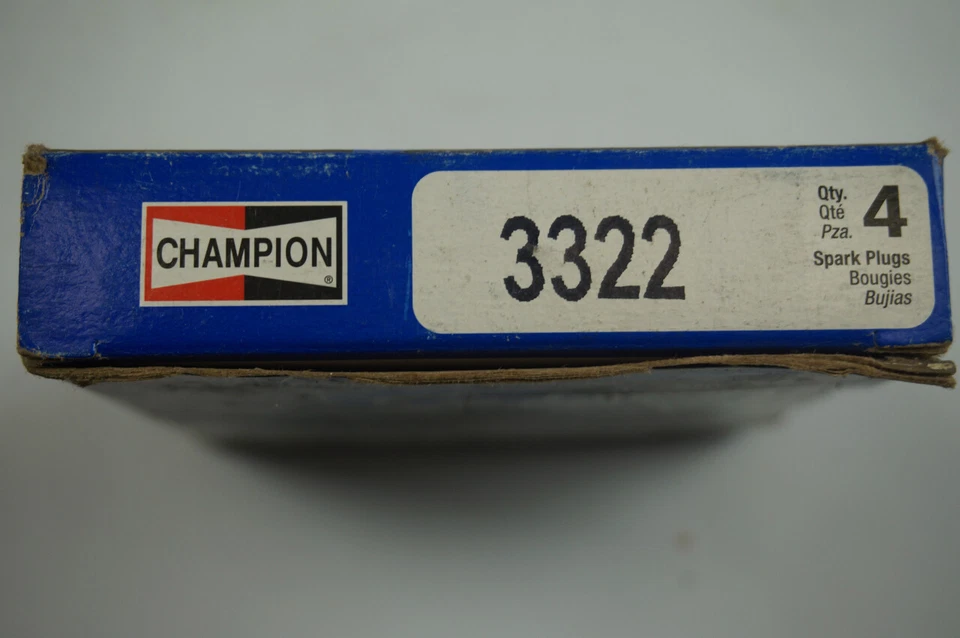 CHAMPION
®
3322
Qty.
Qté
Pza.
4
Spark Plugs
Bougies
Bujias